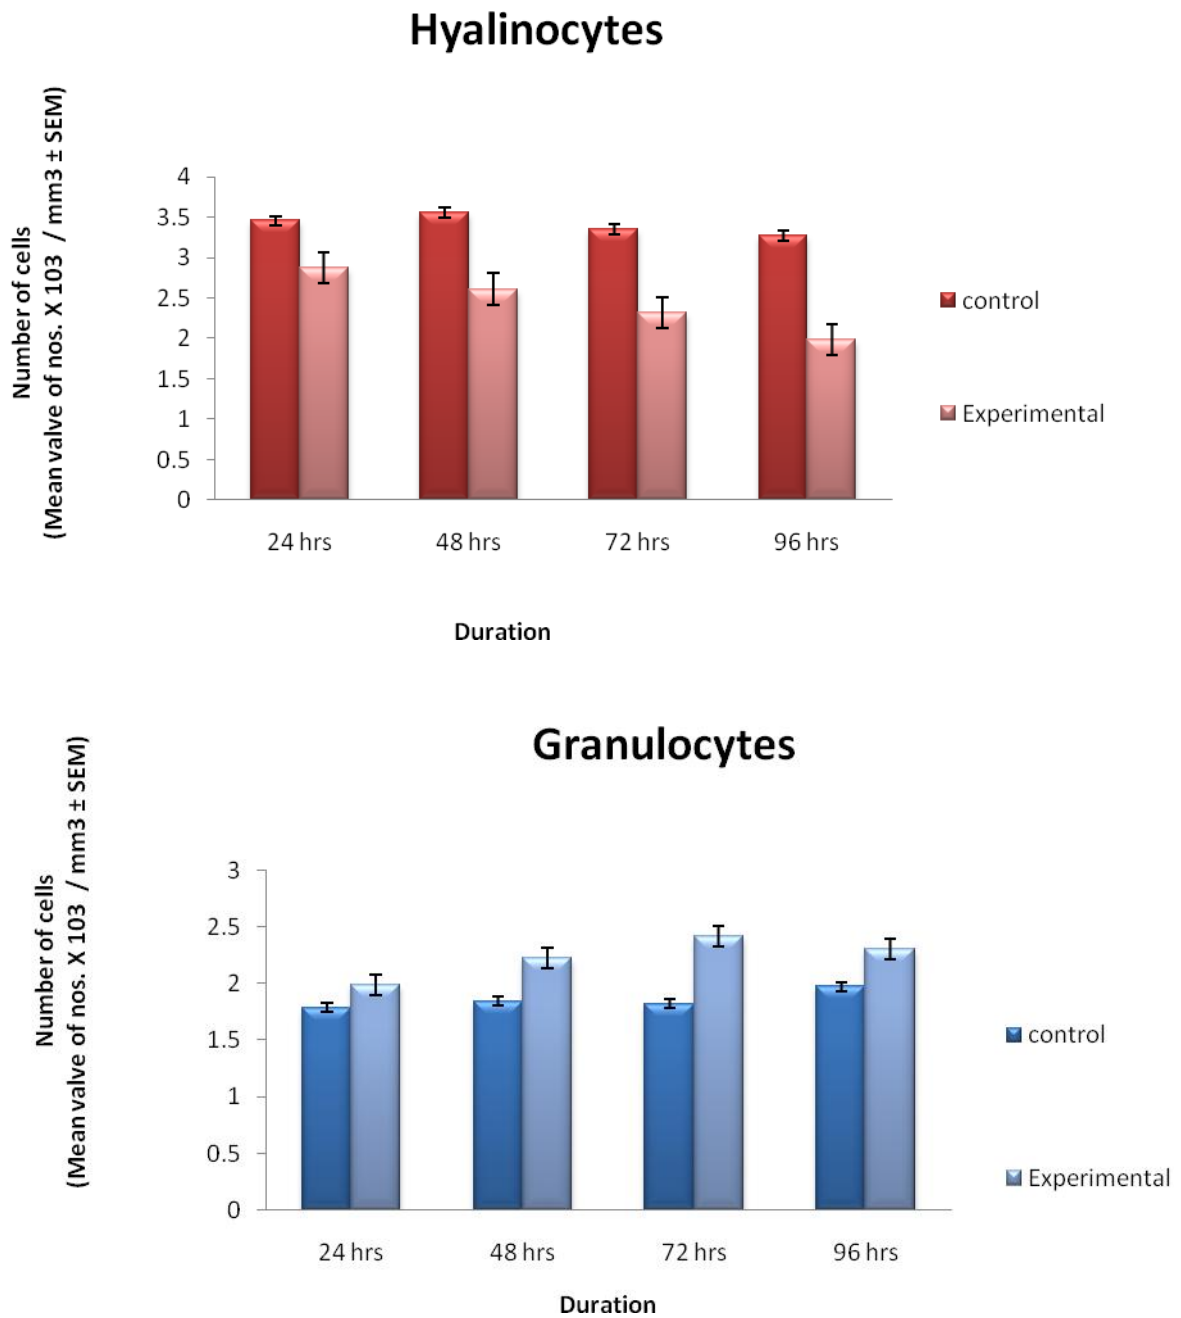 Hyalinocytes
Number of cells
(Mean valve of nos. X 103 / mm3 ± SEM)
4
3.5
3
2.5
2
1.5
1
0.5
0
24 hrs
48 hrs
72 hrs
96 hrs
Duration
control
Experimental
Granulocytes
Number of cells
(Mean valve of nos. X 103 / mm3 ± SEM)
3
2.5
2
1.5
1
0.5
0
24 hrs
48 hrs
72 hrs
96 hrs
Duration
control
Experimental